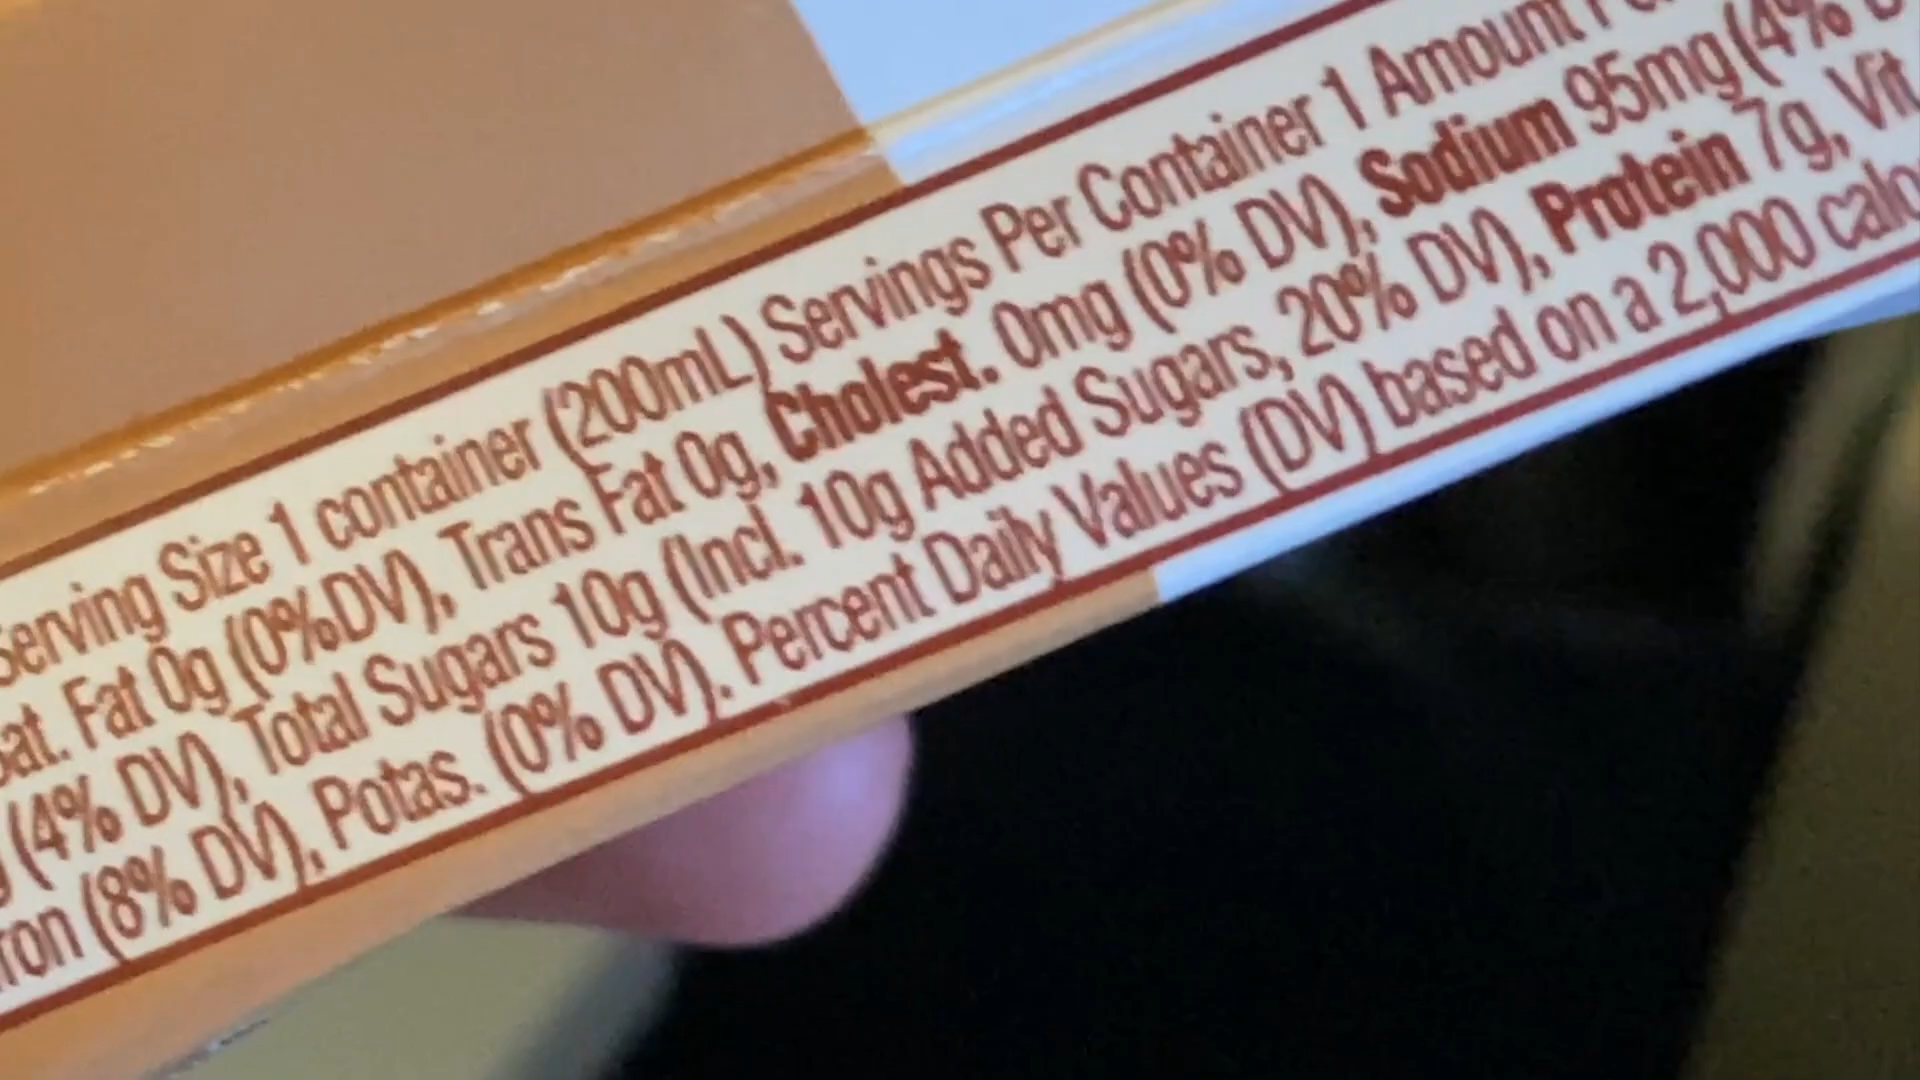 Serving Size 1 container (200mL) Servings Per Container 1 Amount
Fat 0g (0%DV), Trans Fat 0g, Cholest. 0mg (0% DV), Sodium 95mg (4%
(4% DV), Total Sugars 10g (Incl. 10g Added Sugars, 20% DV), Protein 7g, Vit.
(8% DV), Potas. (0% DV). Percent Daily Values (DV) based on a 2,000